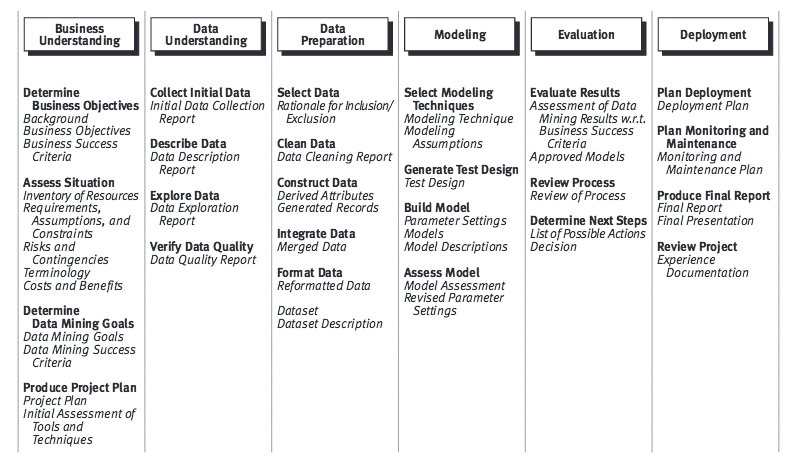 Business
Understanding
Data
Understanding
Data
Preparation
Modeling
Evaluation
Deployment
Determine
Business Objectives
Background
Business Objectives
Business Success
Criteria
Assess Situation
Inventory of Resources
Requirements,
Assumptions, and
Constraints
Risks and
Contingencies
Terminology
Costs and Benefits
Determine
Data Mining Goals
Data Mining Goals
Data Mining Success
Criteria
Produce Project Plan
Project Plan
Initial Assessment of
Tools and
Techniques
Collect Initial Data
Initial Data Collection
Report
Describe Data
Data Description
Report
Explore Data
Data Exploration
Report
Verify Data Quality
Data Quality Report
Select Data
Rationale for Inclusion/
Exclusion
Clean Data
Data Cleaning Report
Construct Data
Derived Attributes
Generated Records
Integrate Data
Merged Data
Format Data
Reformatted Data
Dataset
Dataset Description
Select Modeling
Techniques
Modeling Technique
Modeling
Assumptions
Generate Test Design
Test Design
Build Model
Parameter Settings
Models
Model Descriptions
Assess Model
Model Assessment
Revised Parameter
Settings
Evaluate Results
Assessment of Data
Mining Results w.r.t.
Business Success
Criteria
Approved Models
Review Process
Review of Process
Determine Next Steps
List of Possible Actions
Decision
Plan Deployment
Deployment Plan
Plan Monitoring and
Maintenance
Monitoring and
Maintenance Plan
Produce Final Report
Final Report
Final Presentation
Review Project
Experience
Documentation